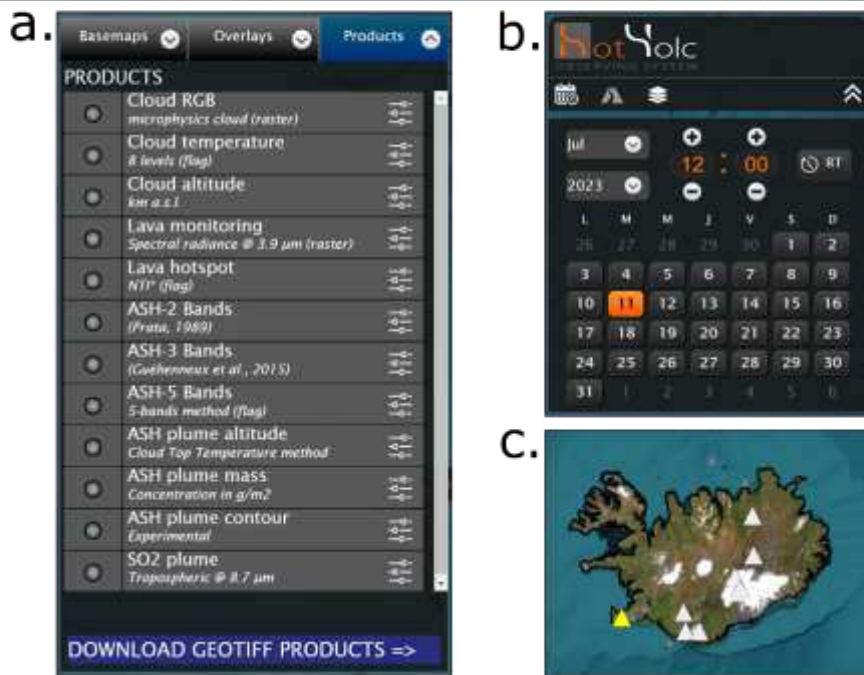 a.
Basemaps Overlays Products
PRODUCTS
Cloud RGB
microphysics cloud (raster)
Cloud temperature
8 levels (flag)
Cloud altitude
km a.s.l
Lava monitoring
Spectral radiance @ 3.9 µm (raster)
Lava hotspot
NTI* (flag)
ASH-2 Bands
(Prata, 1989)
ASH-3 Bands
(Guéhenneux et al., 2015)
ASH-5 Bands
5-bands method (flag)
ASH plume altitude
Cloud Top Temperature method
ASH plume mass
Concentration in g/m2
ASH plume contour
Experimental
SO2 plume
Tropospheric @ 8.7 µm
DOWNLOAD GEOTIFF PRODUCTS =>
b.
HotVolc
OBSERVING SYSTEM
Jul
12 : 00
RT
2023
L M M J V S D
26 27 28 29 30 1 2
3 4 5 6 7 8 9
10 11 12 13 14 15 16
17 18 19 20 21 22 23
24 25 26 27 28 29 30
31 1 2 3 4 5 6
c.